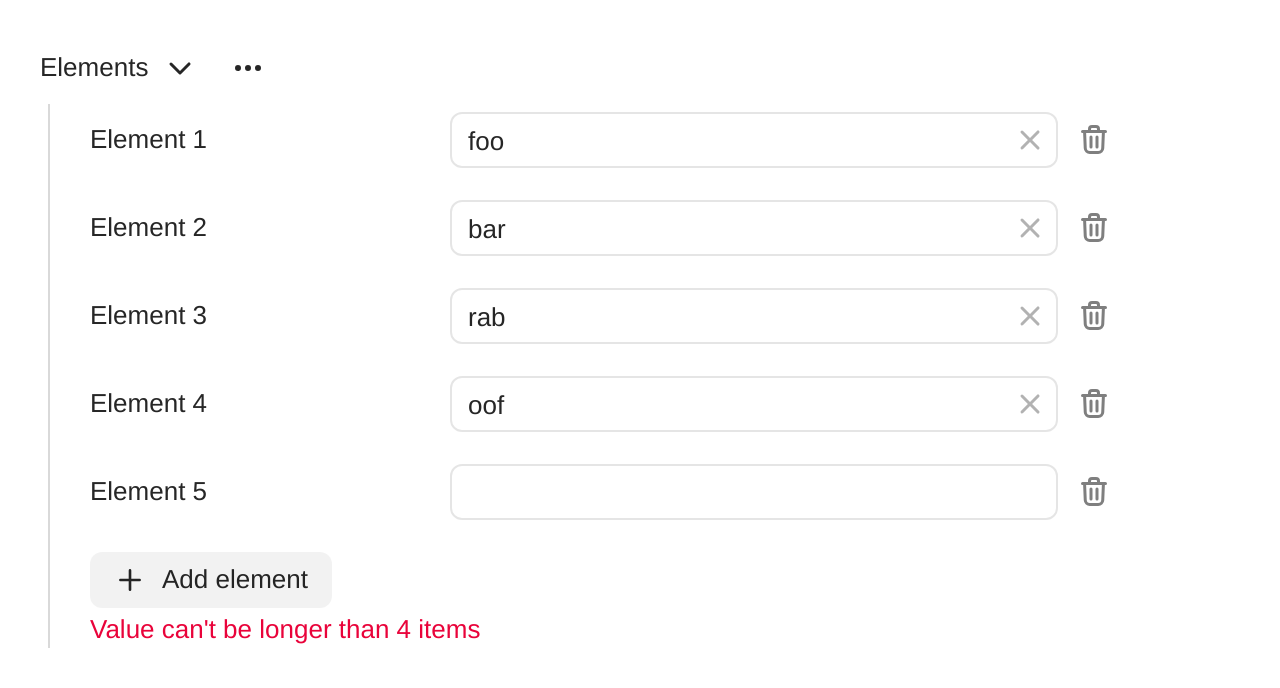 Elements
Element 1 foo
Element 2 bar
Element 3 rab
Element 4 oof
Element 5
Add element
Value can't be longer than 4 items